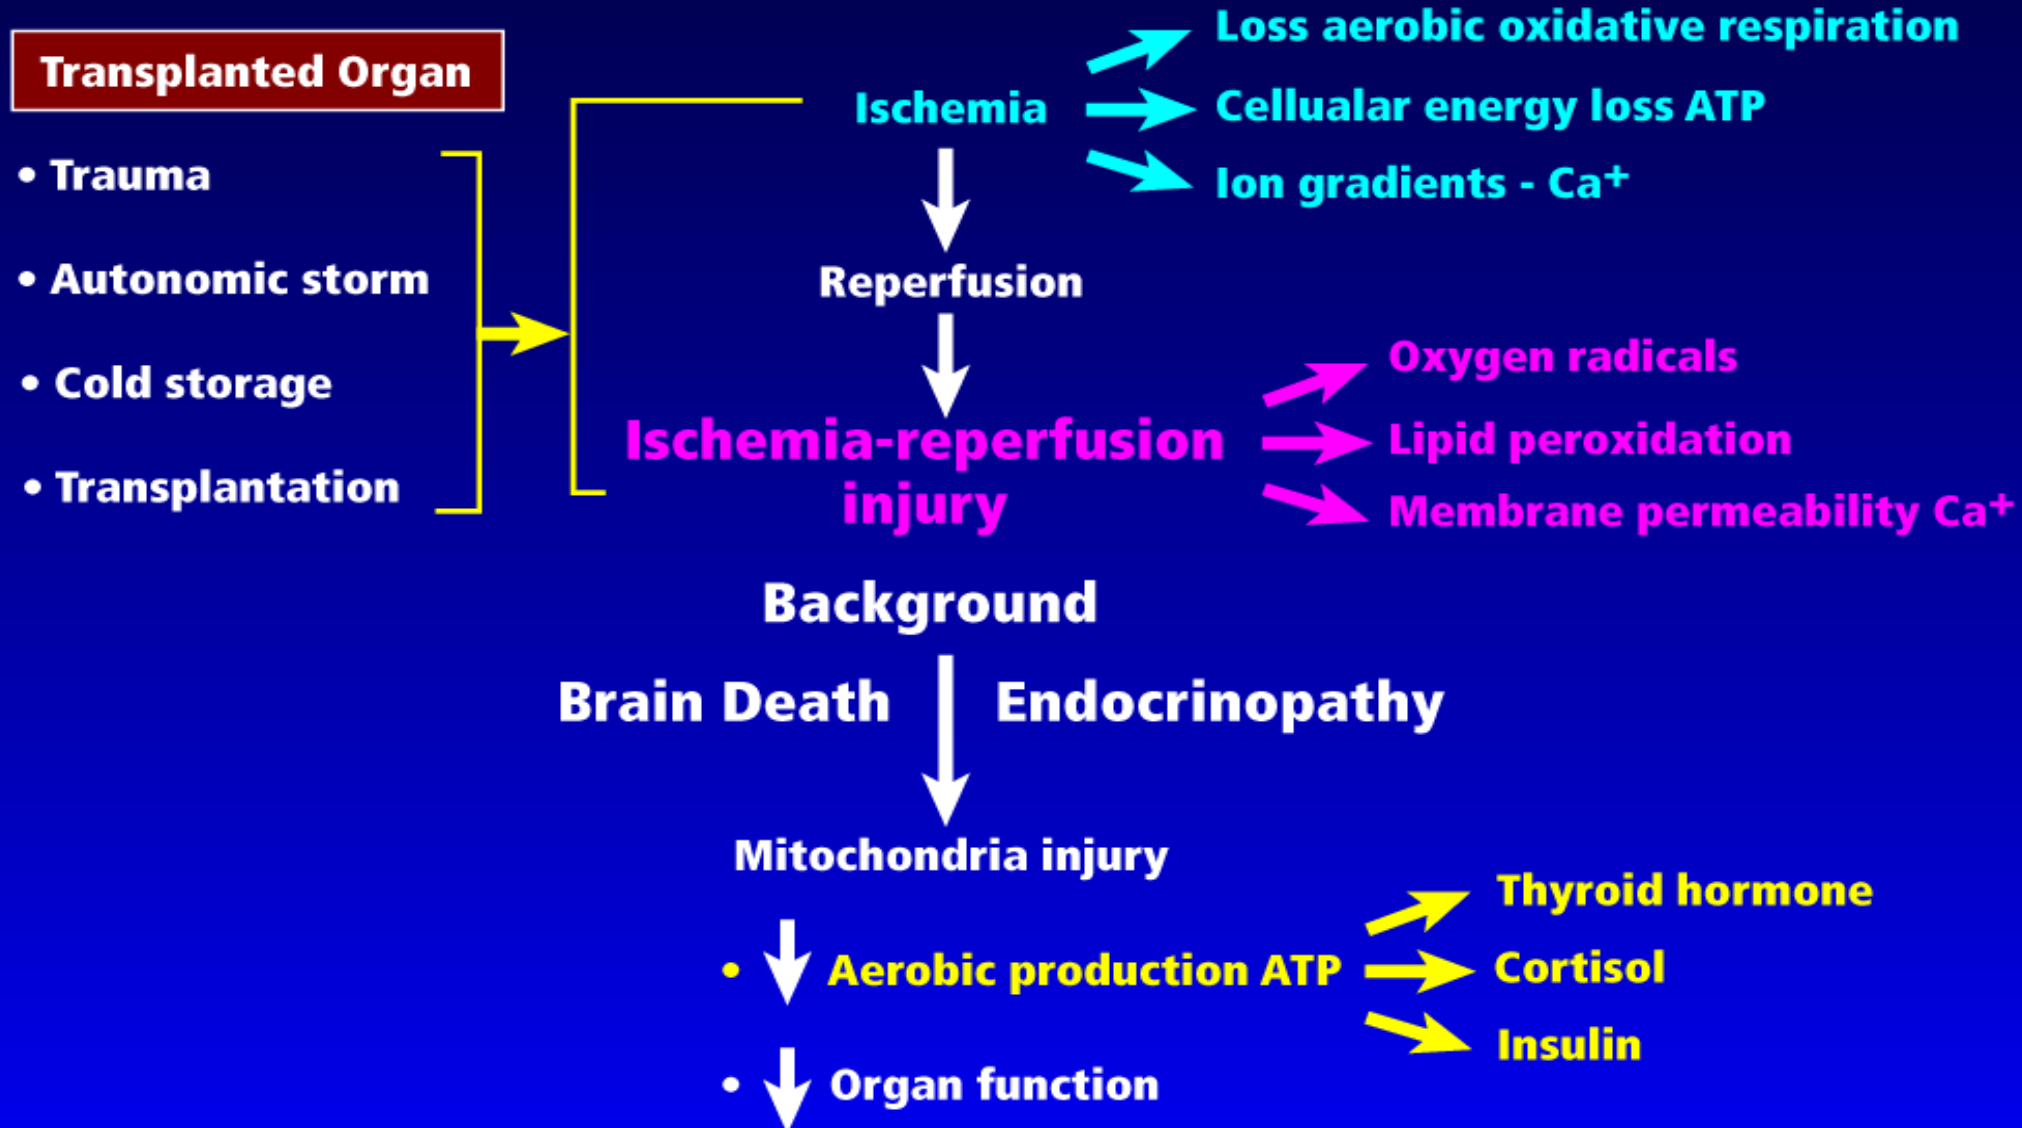 Transplanted Organ
• Trauma
• Autonomic storm
• Cold storage
• Transplantation
Ischemia
Loss aerobic oxidative respiration
Cellualar energy loss ATP
Ion gradients - Ca⁺
Reperfusion
Ischemia-reperfusion
injury
Oxygen radicals
Lipid peroxidation
Membrane permeability Ca⁺
Background
Brain Death Endocrinopathy
Mitochondria injury
• Aerobic production ATP
Thyroid hormone
Cortisol
Insulin
• Organ function